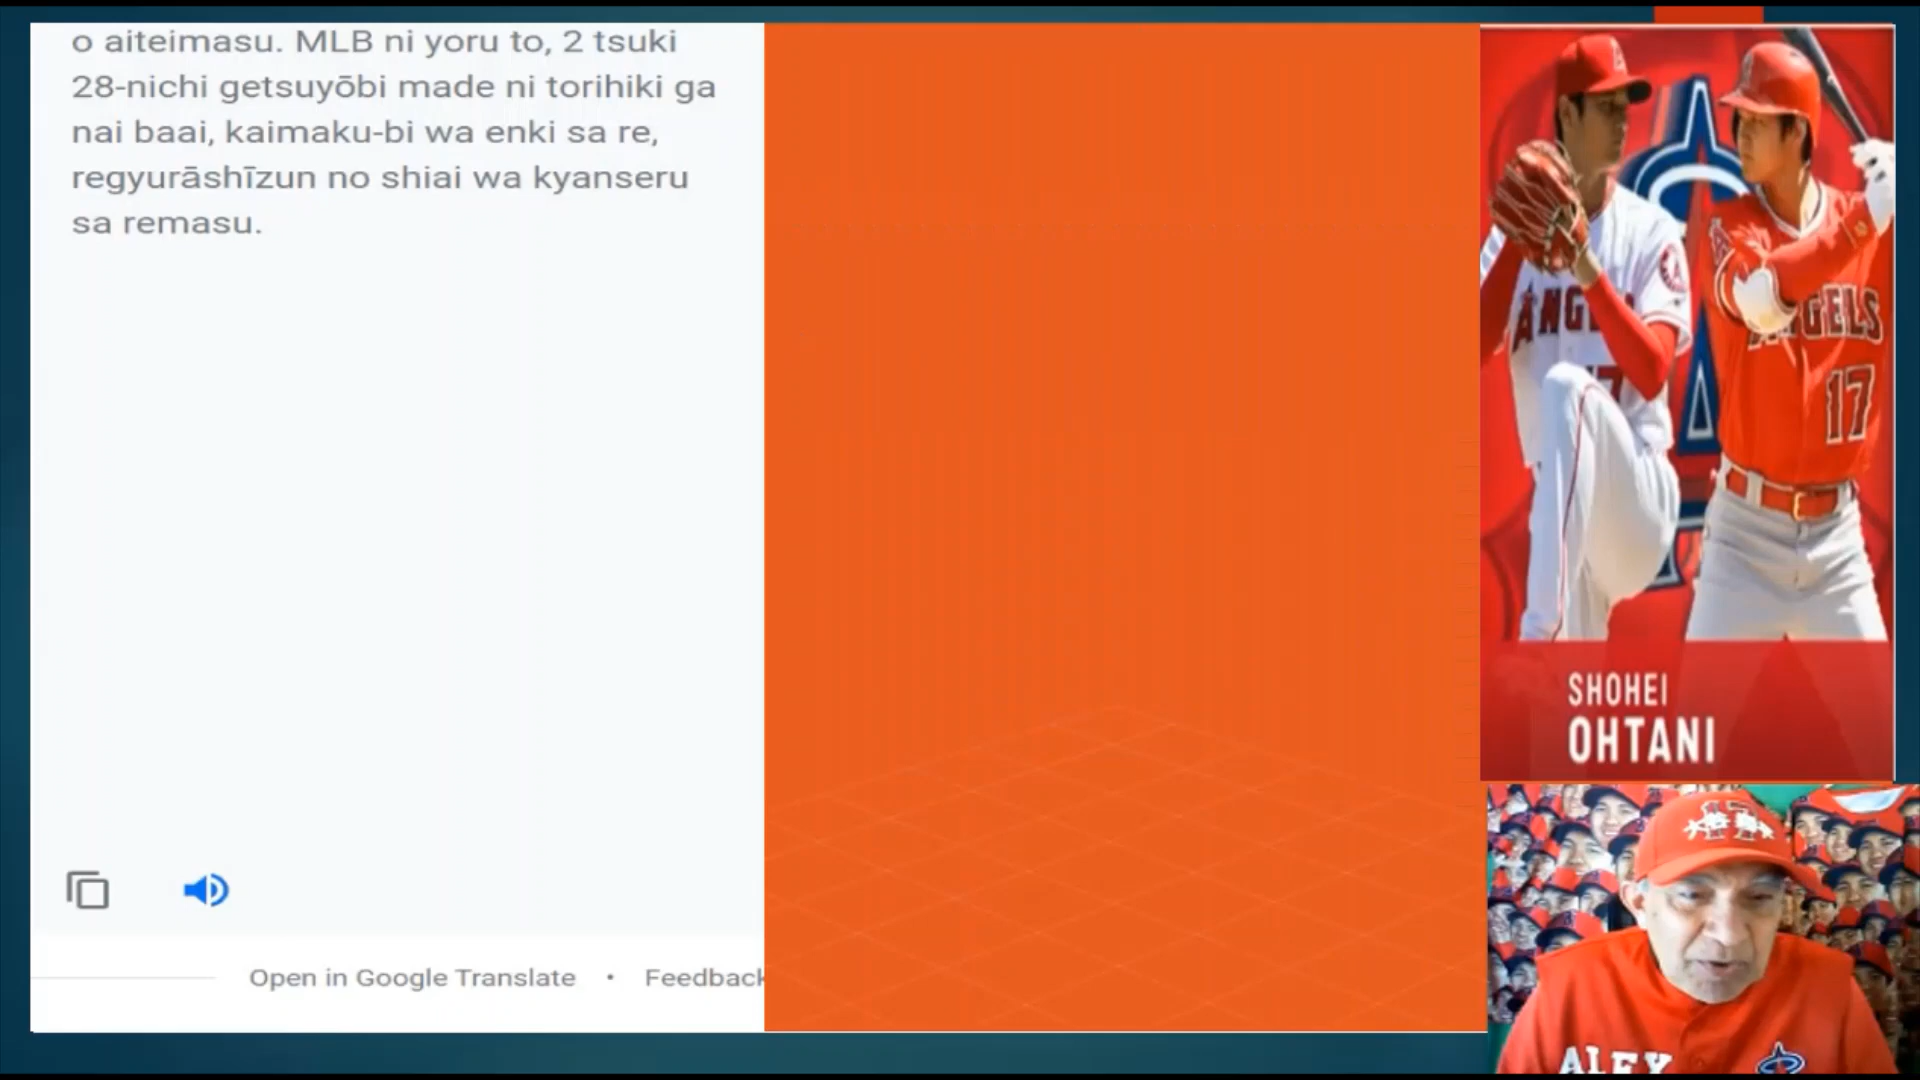 o aiteimasu. MLB ni yoru to, 2 tsuki
28-nichi getsuyōbi made ni torihiki ga
nai baai, kaimaku-bi wa enki sa re,
regyurāshīzun no shiai wa kyanseru
sa remasu.
Open in Google Translate • Feedback
ANGELS
17
SHOHEI
OHTANI
ALEX